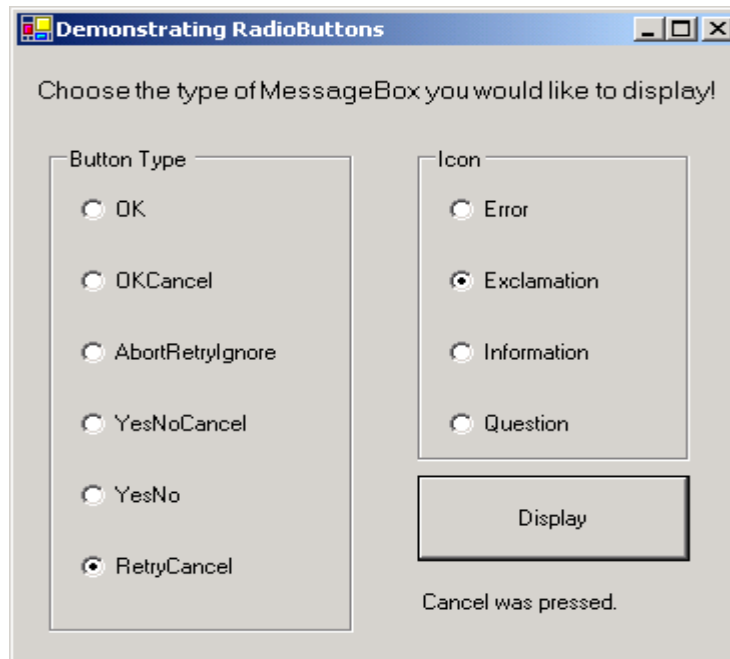 Demonstrating RadioButtons
Choose the type of MessageBox you would like to display!
Button Type
OK
OKCancel
AbortRetryIgnore
YesNoCancel
YesNo
RetryCancel
Icon
Error
Exclamation
Information
Question
Display
Cancel was pressed.